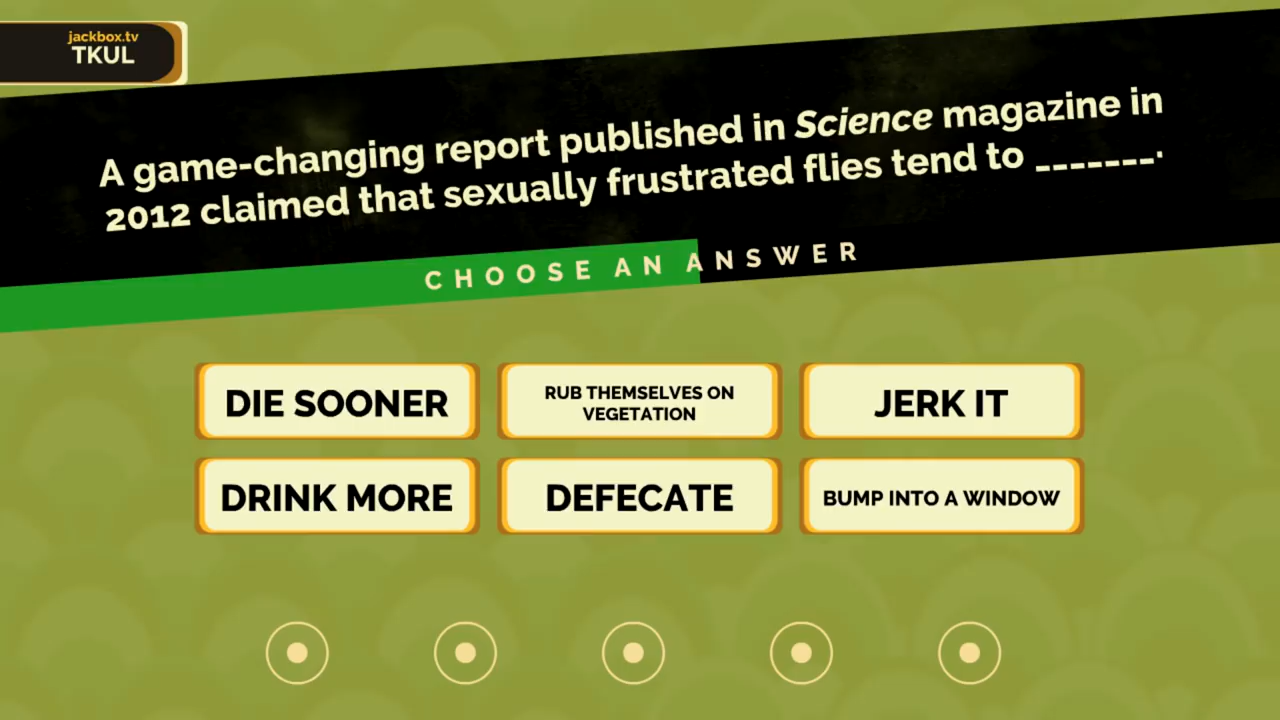 jackbox.tv
TKUL
A game-changing report published in Science magazine in
2012 claimed that sexually frustrated flies tend to _______.
CHOOSE AN ANSWER
DIE SOONER
RUB THEMSELVES ON
VEGETATION
JERK IT
DRINK MORE
DEFECATE
BUMP INTO A WINDOW